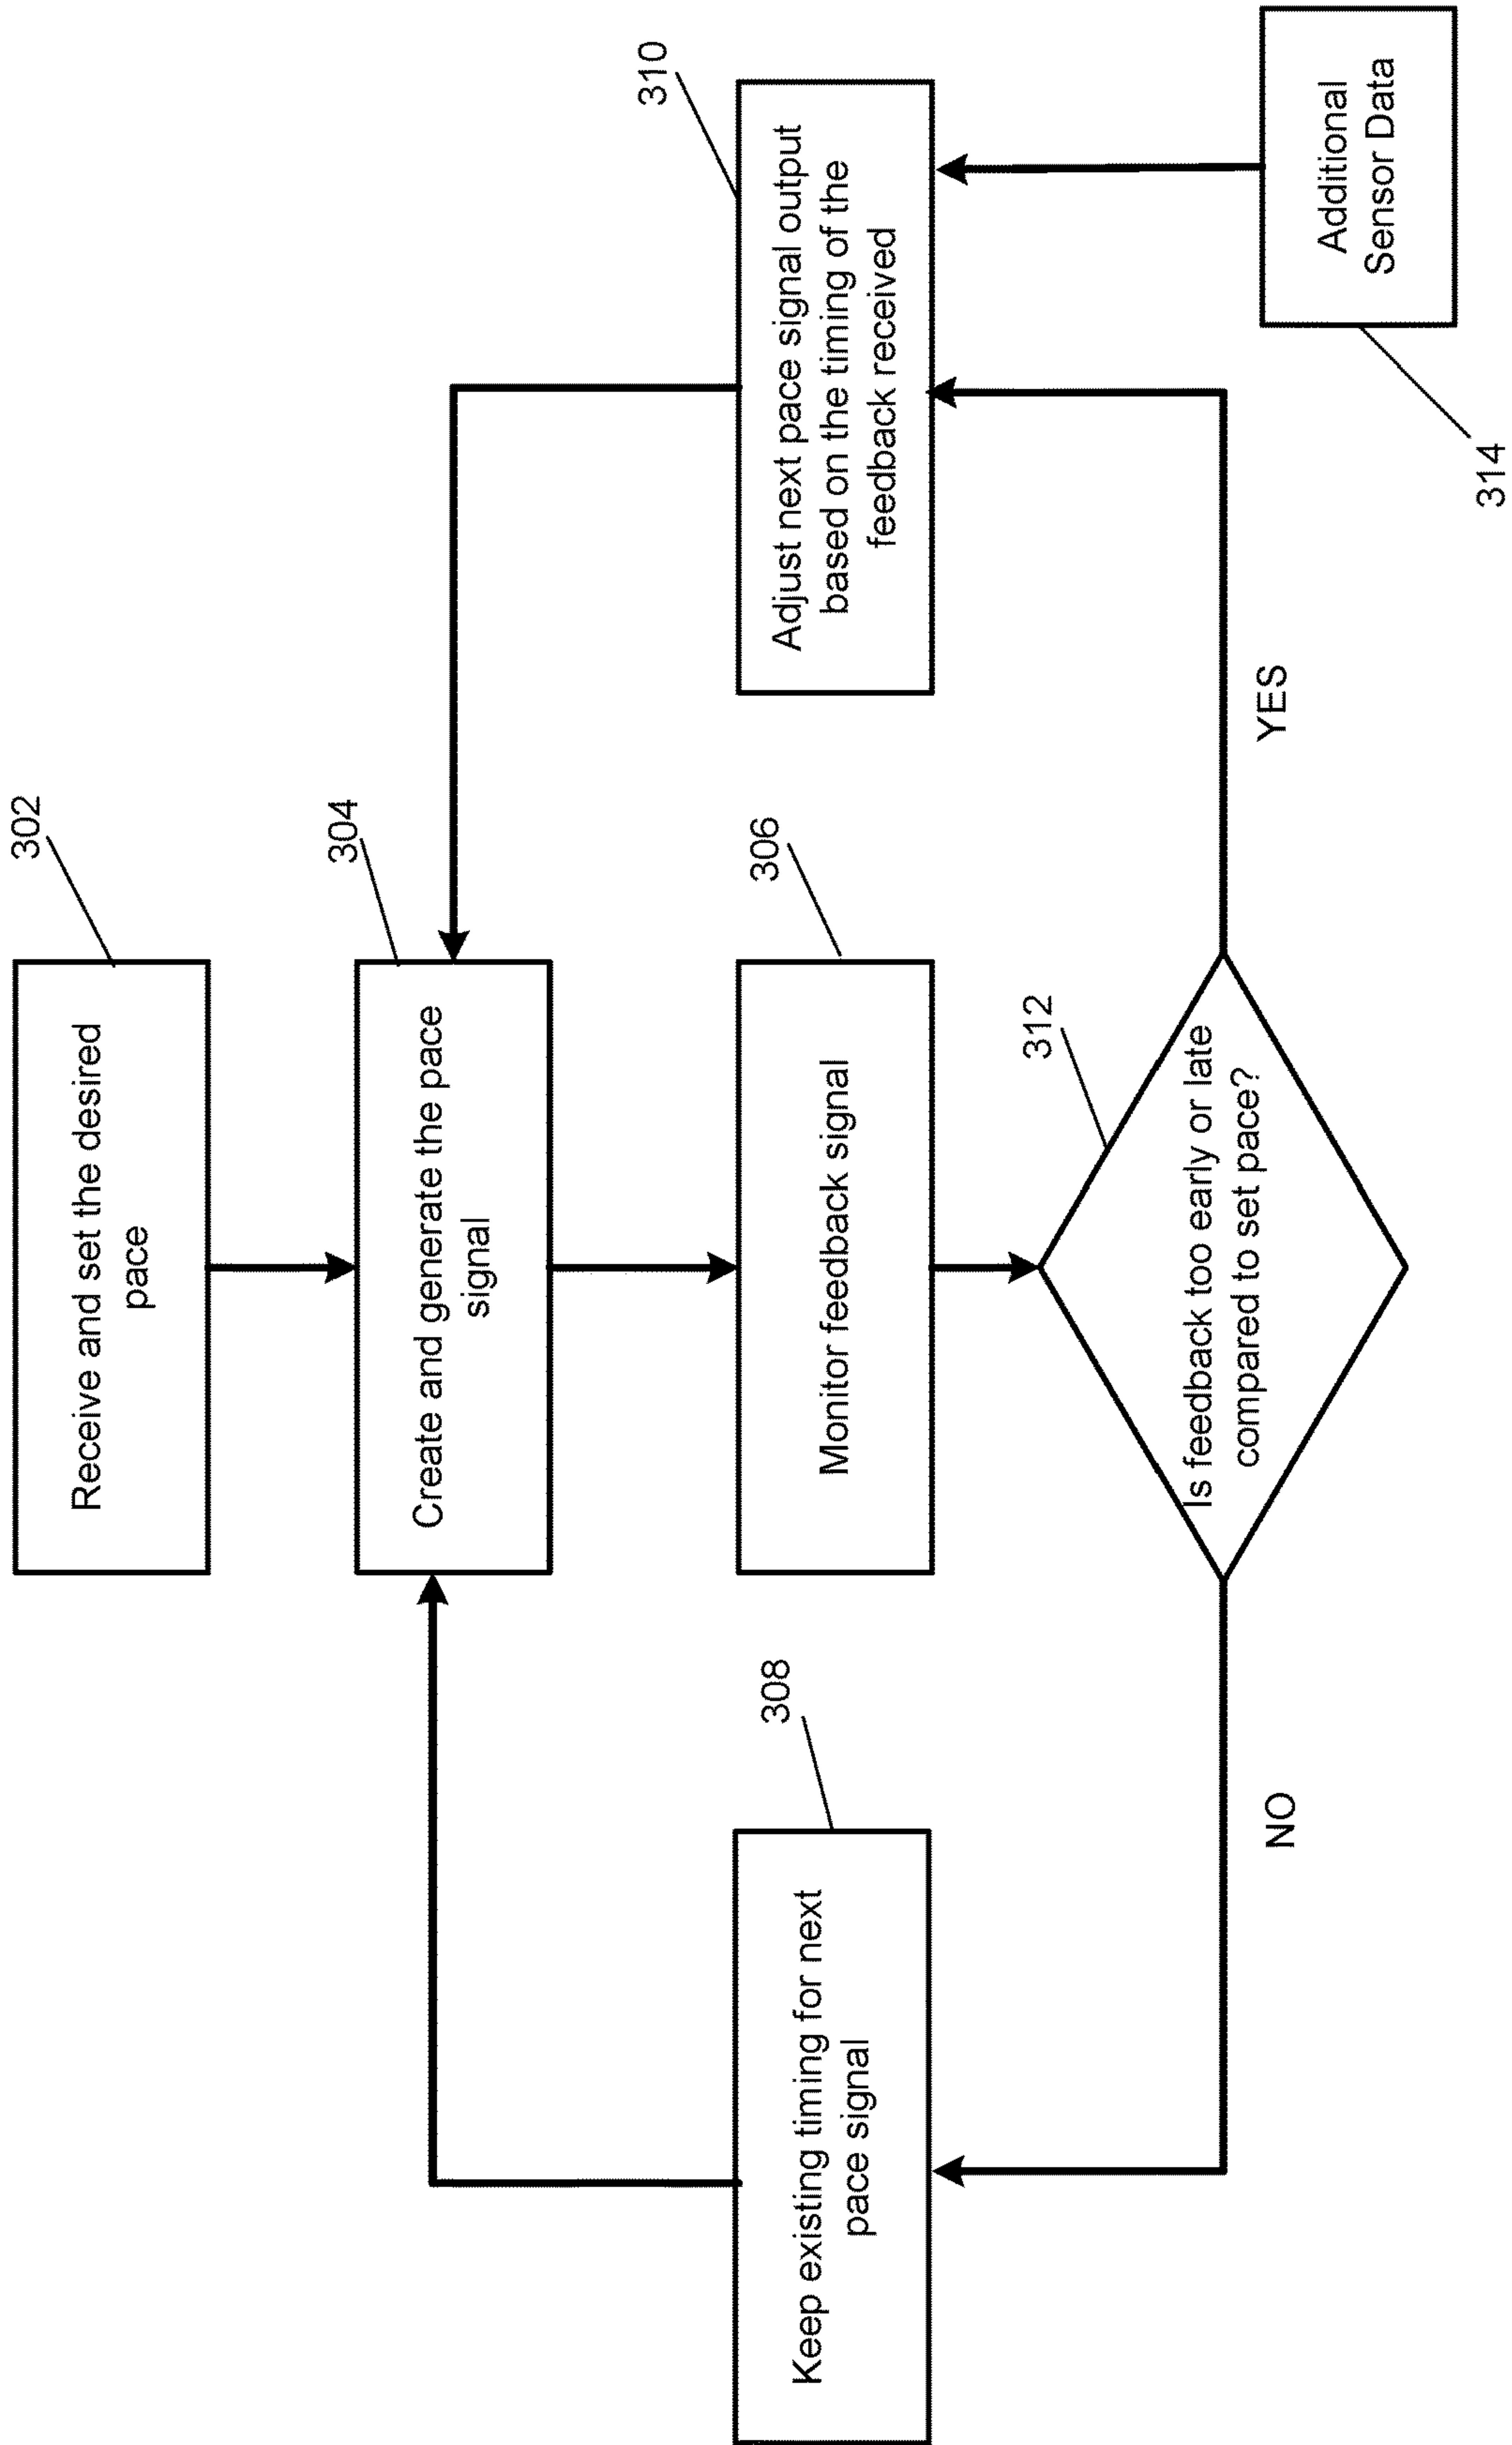 302
Receive and set the desired
pace
304
Create and generate the pace
signal
306
Monitor feedback signal
312
Is feedback too early or late
compared to set pace?
NO
308
Keep existing timing for next
pace signal
YES
310
Adjust next pace signal output
based on the timing of the
feedback received
Additional
Sensor Data
314